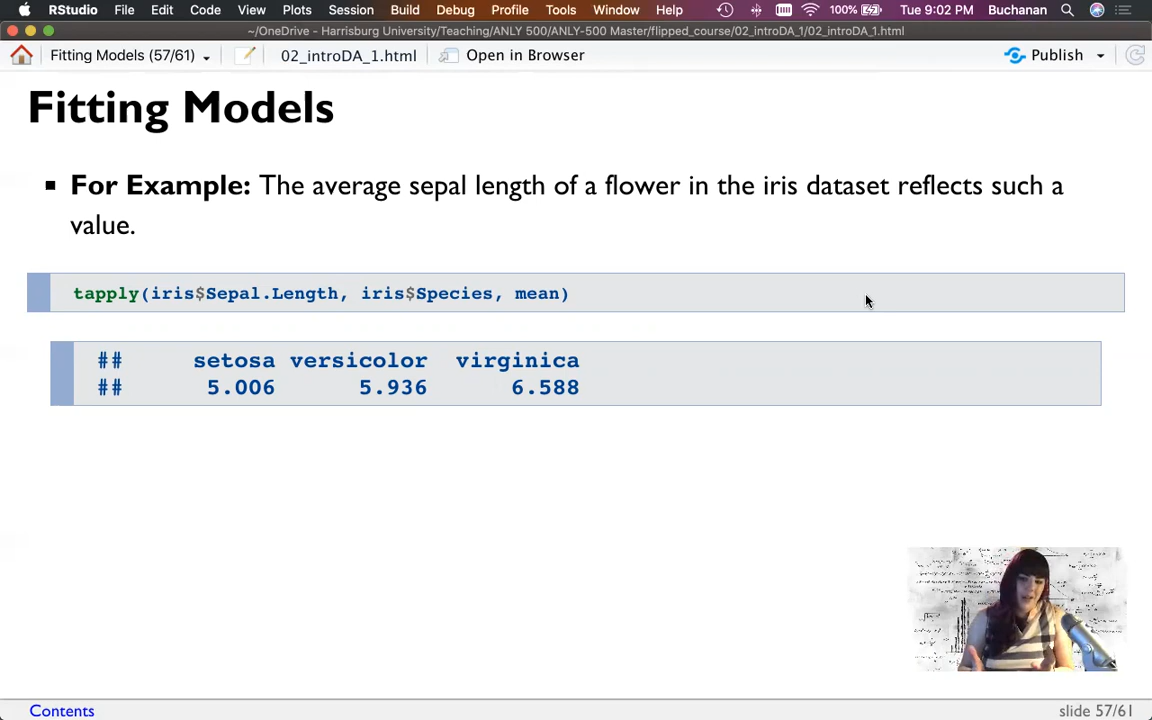 RStudio File Edit Code View Plots Session Build Debug Profile Tools Window Help 100% Tue 9:02 PM Buchanan
~/OneDrive - Harrisburg University/Teaching/ANLY 500/ANLY-500 Master/flipped_course/02_introDA_1/02_introDA_1.html
Fitting Models (57/61) 02_introDA_1.html Open in Browser Publish
Fitting Models
For Example: The average sepal length of a flower in the iris dataset reflects such a
value.
tapply(iris$Sepal.Length, iris$Species, mean)
## setosa versicolor virginica
## 5.006 5.936 6.588
Contents slide 57/61